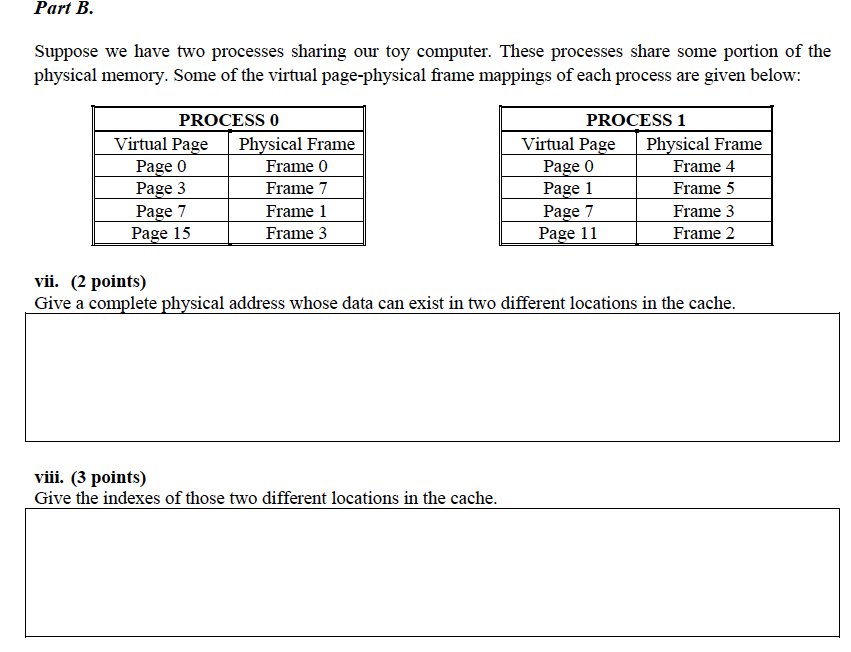 Part B.
Suppose we have two processes sharing our toy computer. These processes share some portion of the
physical memory. Some of the virtual page-physical frame mappings of each process are given below:
PROCESS 0
Virtual Page Physical Frame
Page 0 Frame 0
Page 3 Frame 7
Page 7 Frame 1
Page 15 Frame 3
PROCESS 1
Virtual Page Physical Frame
Page 0 Frame 4
Page 1 Frame 5
Page 7 Frame 3
Page 11 Frame 2
vii. (2 points)
Give a complete physical address whose data can exist in two different locations in the cache.
viii. (3 points)
Give the indexes of those two different locations in the cache.